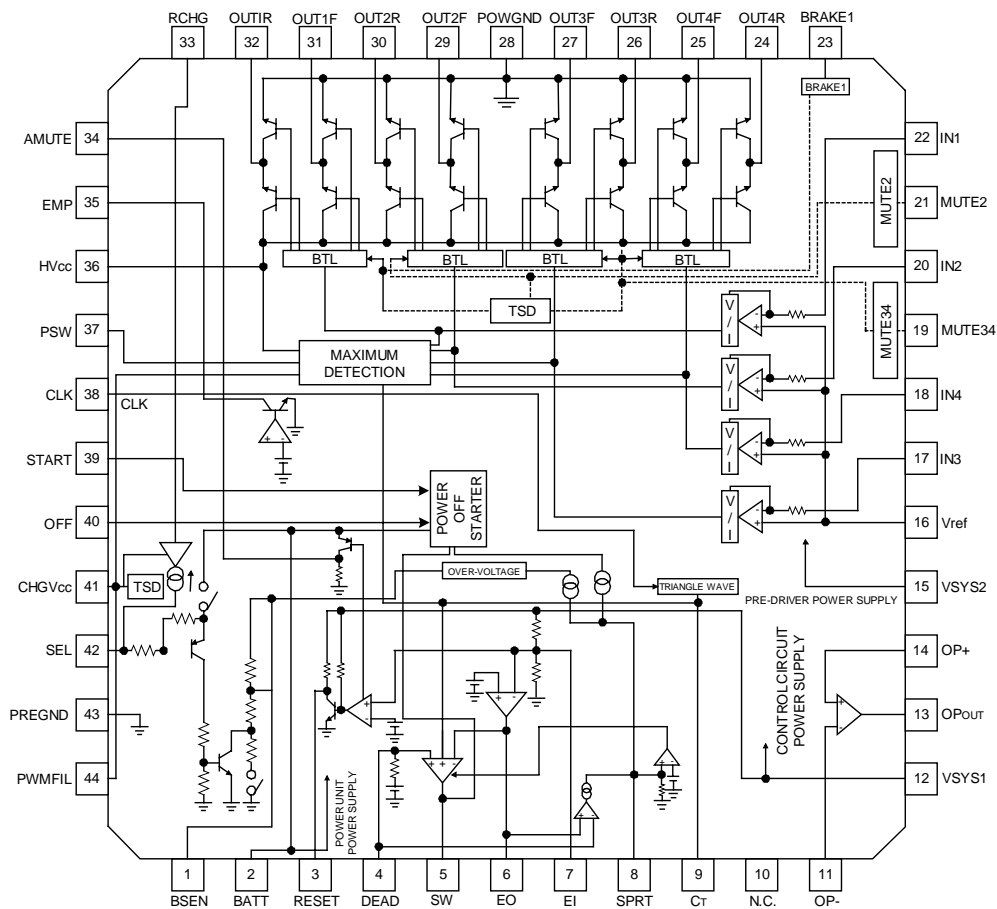 RCHG OUTIR OUT1F OUT2R OUT2F POWGND OUT3F OUT3R OUT4F OUT4R BRAKE1
33 32 31 30 29 28 27 26 25 24 23
BRAKE1
AMUTE 34
22 IN1
EMP 35
MUTE2
21 MUTE2
HVcc 36
BTL BTL BTL BTL
20 IN2
TSD
PSW 37
MAXIMUM
DETECTION
V / I
+ -
MUTE34
19 MUTE34
CLK 38
CLK
V / I
+ -
18 IN4
+ -
START 39
V / I
+ -
17 IN3
OFF 40
POWER
OFF
STARTER
V / I
+ -
16 Vref
CHGVcc 41
TSD
OVER-VOLTAGE
TRIANGLE WAVE
PRE-DRIVER POWER SUPPLY
15 VSYS2
SEL 42
14 OP+
PREGND 43
+ -
+ -
+ -
CONTROL CIRCUIT
POWER SUPPLY
+ -
13 OPOUT
PWMFIL 44
+ + -
+ -
POWER UNIT
POWER SUPPLY
12 VSYS1
1 2 3 4 5 6 7 8 9 10 11
BSEN BATT RESET DEAD SW EO EI SPRT CT N.C. OP-